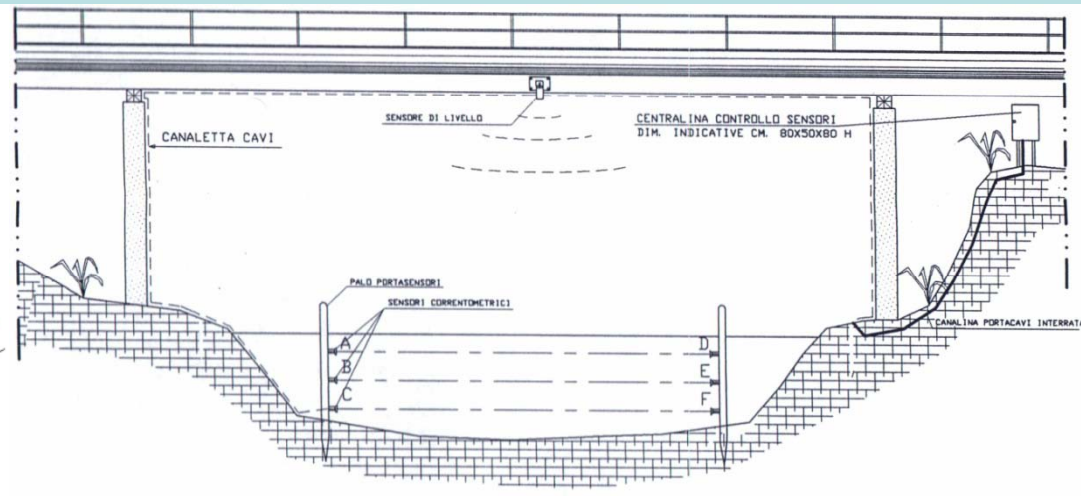 SENSORE DI LIVELLO
CENTRALINA CONTROLLO SENSORI
DIM. INDICATIVE CM. 80X50X80 H
CANALETTA CAVI
PALO PORTASENSORI
SENSORI CORRENTOMETRICI
CANALINA PORTACAVI INTERRATA
A
D
B
E
C
F